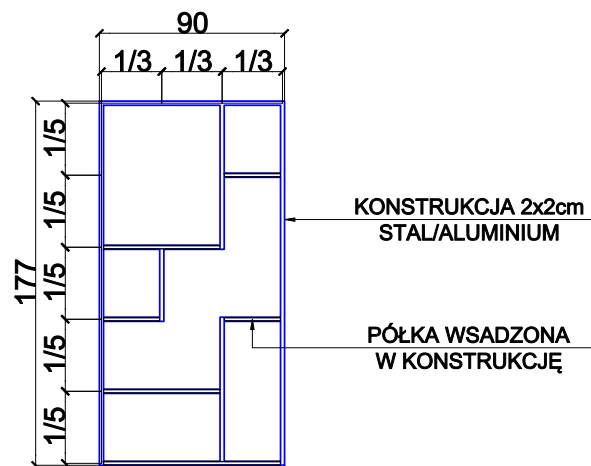 90
1/3 1/3 1/3
1/5
1/5
1/5
1/5
1/5
177
KONSTRUKCJA 2x2cm
STAL/ALUMINIUM
PÓŁKA WSADZONA
W KONSTRUKCJĘ